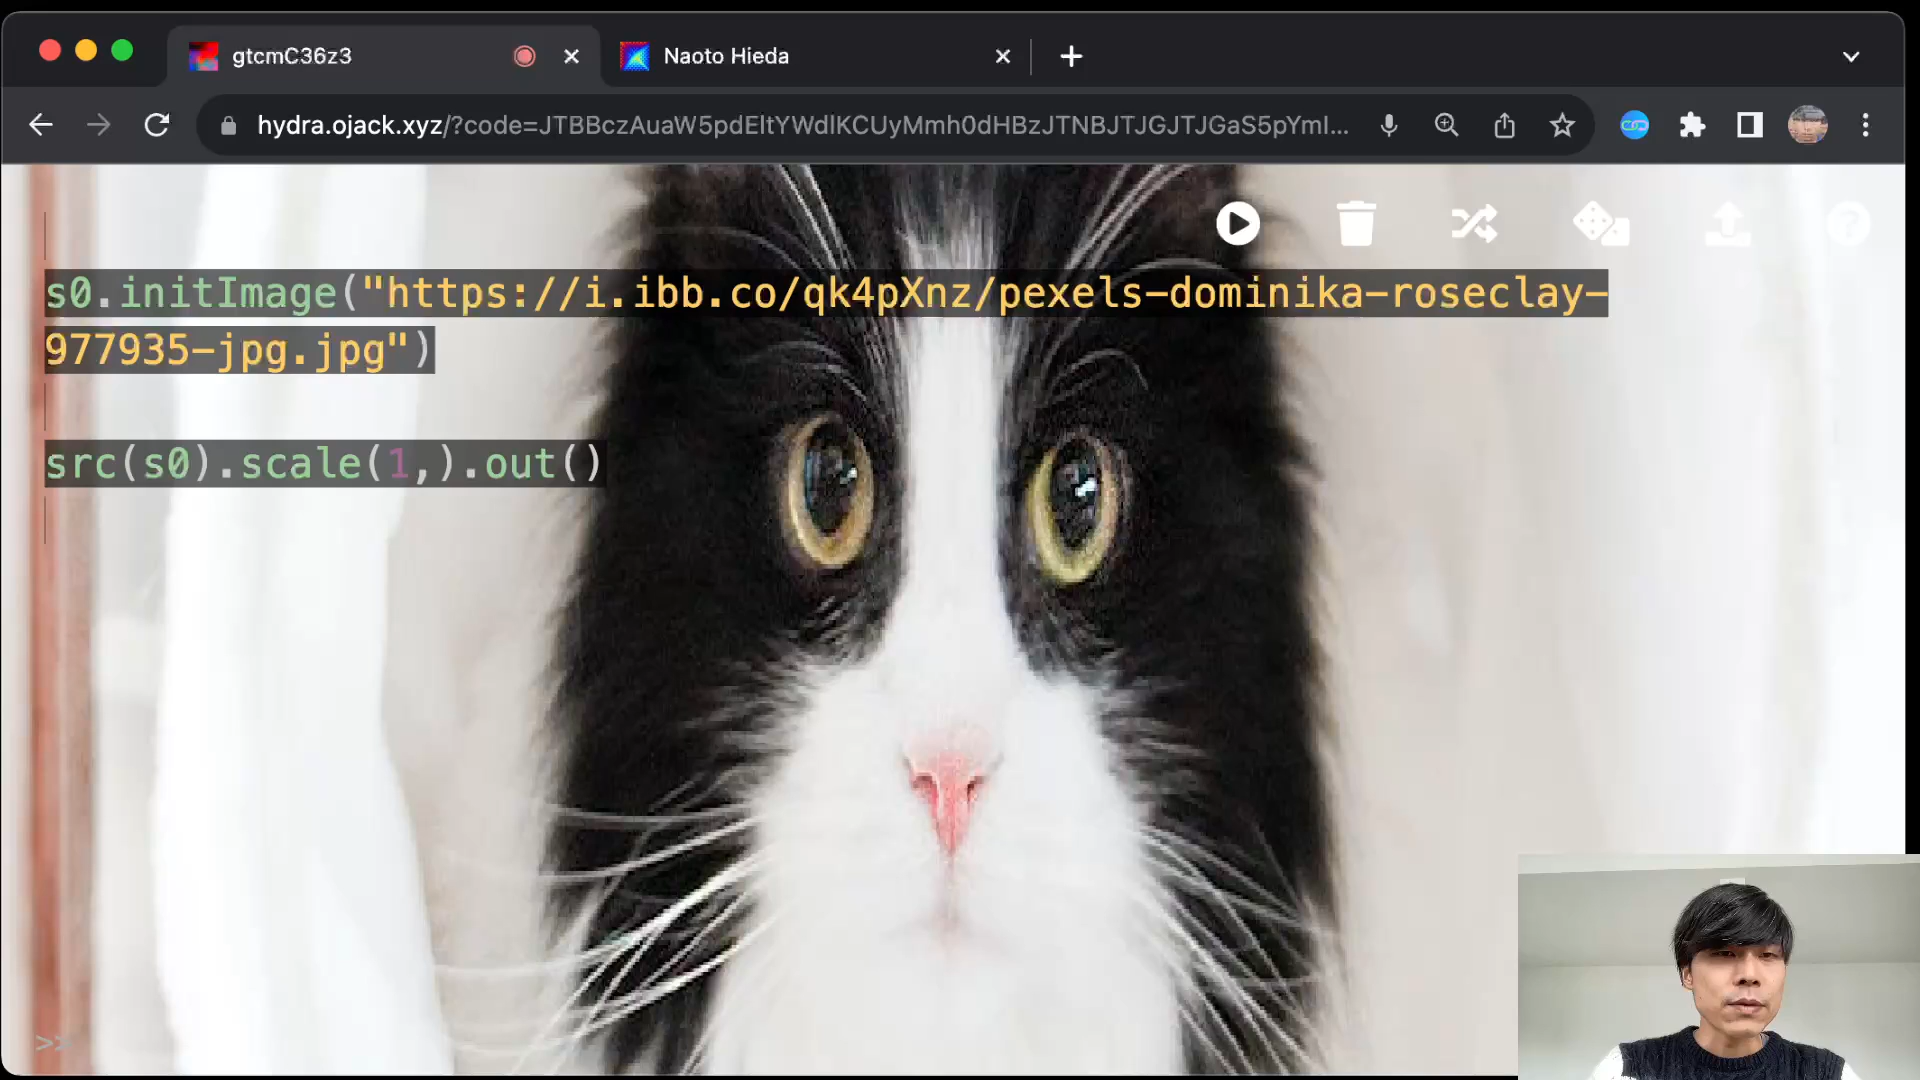 gtcmC36z3
Naoto Hieda
hydra.ojack.xyz/?code=JTBBczAuaW5pdEltYWdlKCUyMmh0dHBzJTNBJTJGJTJGaS5pYmI...
s0.initImage("https://i.ibb.co/qk4pXnz/pexels-dominika-roseclay-
977935-jpg.jpg")
src(s0).scale(1,).out()
>>